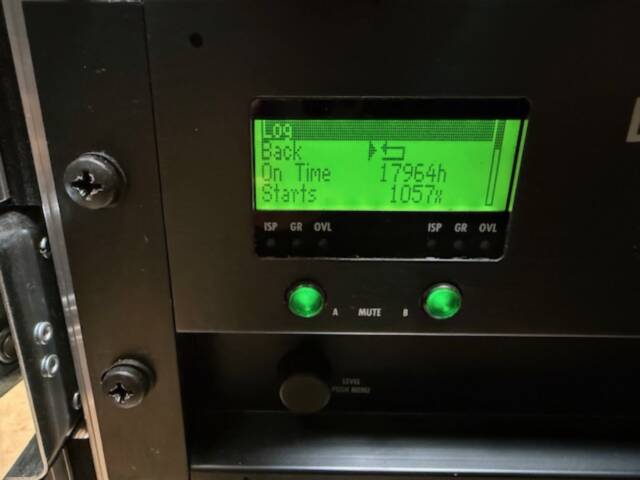 Log
Back
On Time 17964h
Starts 1057x
ISP GR OVL ISP GR OVL
A MUTE B
LEVEL
PUSH MENU